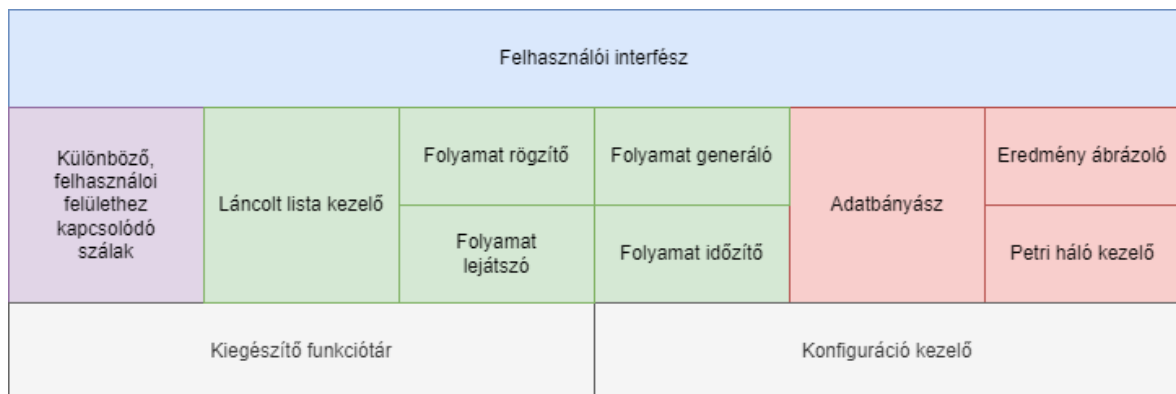 Felhasználói interfész
Különböző,
felhasználoi
felülethez
kapcsolódó
szálak
Láncolt lista kezelő
Folyamat rögzítő
Folyamat
lejátszó
Folyamat generáló
Folyamat időzítő
Adatbányász
Eredmény ábrázoló
Petri háló kezelő
Kiegészítő funkciótár
Konfiguráció kezelő